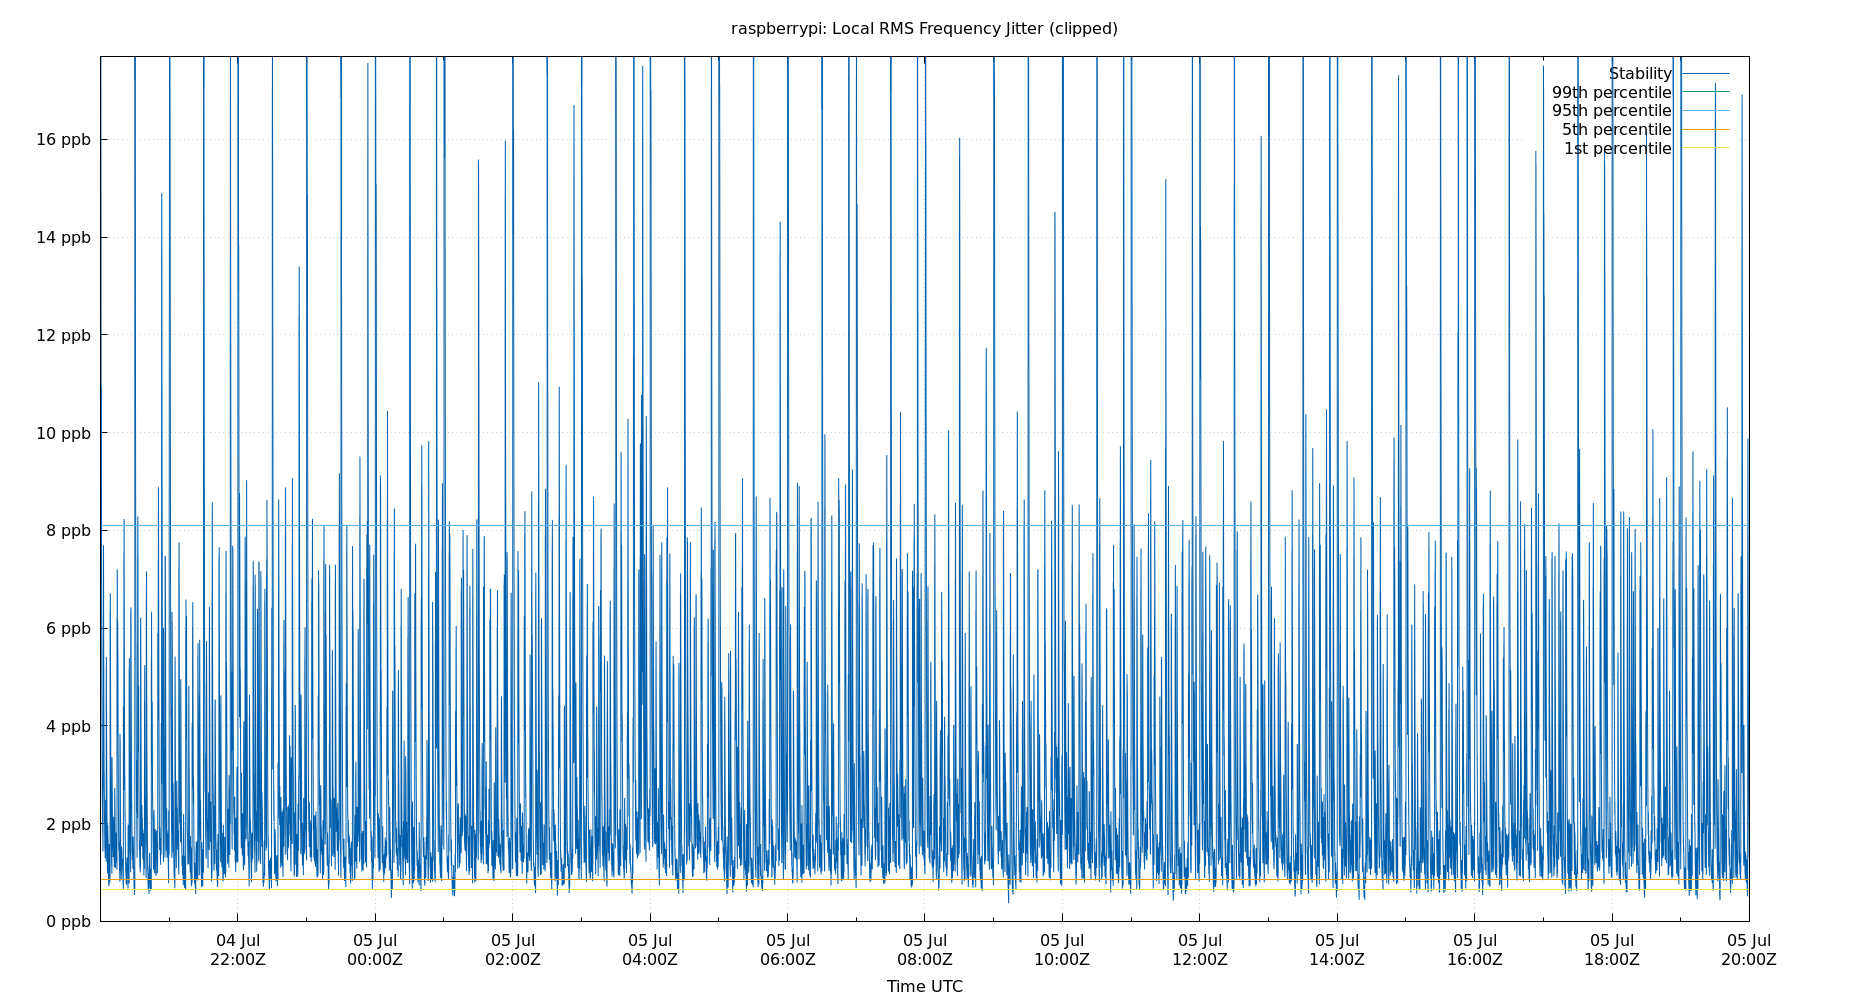 raspberrypi: Local RMS Frequency Jitter (clipped)
Stability
99th percentile
95th percentile
5th percentile
1st percentile
16 ppb
14 ppb
12 ppb
10 ppb
8 ppb
6 ppb
4 ppb
2 ppb
0 ppb
04 Jul 05 Jul 05 Jul 05 Jul 05 Jul 05 Jul 05 Jul 05 Jul 05 Jul 05 Jul 05 Jul 05 Jul
22:00Z 00:00Z 02:00Z 04:00Z 06:00Z 08:00Z 10:00Z 12:00Z 14:00Z 16:00Z 18:00Z 20:00Z
Time UTC